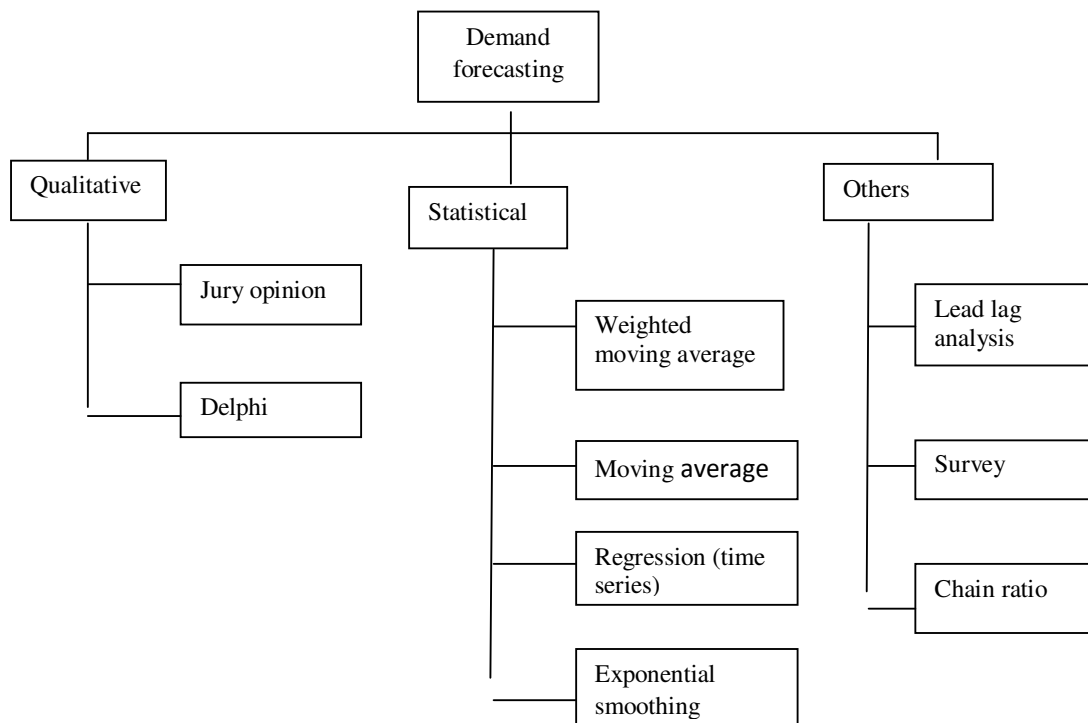 Demand
forecasting
Qualitative
Jury opinion
Delphi
Statistical
Weighted
moving average
Moving average
Regression (time
series)
Exponential
smoothing
Others
Lead lag
analysis
Survey
Chain ratio